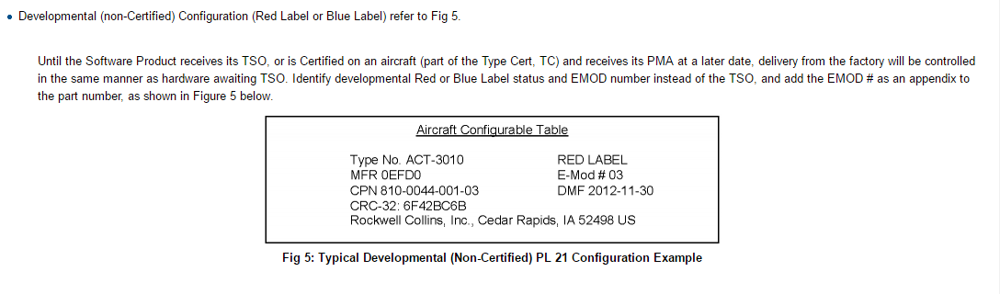 • Developmental (non-Certified) Configuration (Red Label or Blue Label) refer to Fig 5.
Until the Software Product receives its TSO, or is Certified on an aircraft (part of the Type Cert, TC) and receives its PMA at a later date, delivery from the factory will be controlled
in the same manner as hardware awaiting TSO. Identify developmental Red or Blue Label status and EMOD number instead of the TSO, and add the EMOD # as an appendix to
the part number, as shown in Figure 5 below.
Aircraft Configurable Table
Type No. ACT-3010 RED LABEL
MFR 0EFD0 E-Mod # 03
CPN 810-0044-001-03 DMF 2012-11-30
CRC-32: 6F42BC6B
Rockwell Collins, Inc., Cedar Rapids, IA 52498 US
Fig 5: Typical Developmental (Non-Certified) PL 21 Configuration Example